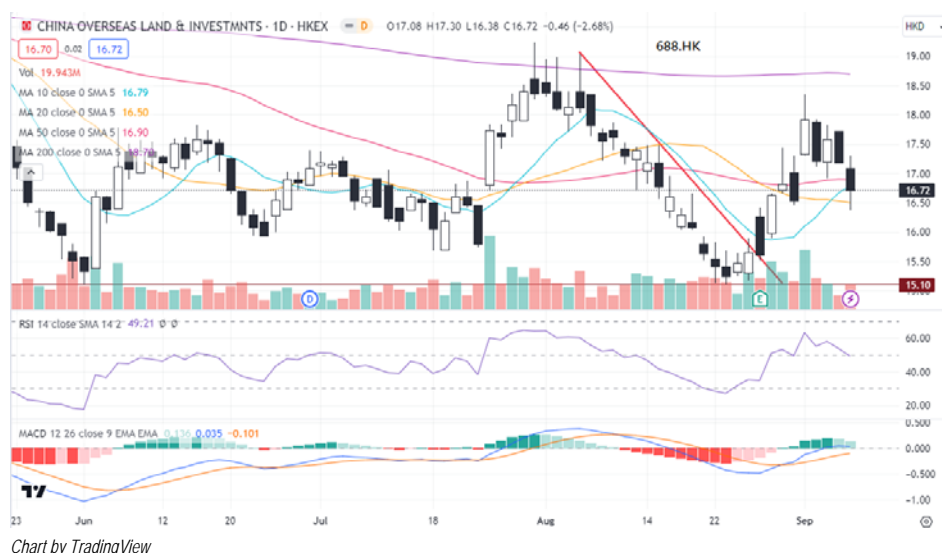 CHINA OVERSEAS LAND & INVESTMNTS · 1D · HKEX D O17.08 H17.30 L16.38 C16.72 −0.46 (−2.68%)
HKD
688.HK
16.70 0.02 16.72
Vol 19.943M
MA 10 close 0 SMA 5 16.79
MA 20 close 0 SMA 5 16.50
MA 50 close 0 SMA 5 16.90
MA 200 close 0 SMA 5 18.70
19.00
18.50
18.00
17.50
17.00
16.72
16.50
16.00
15.50
15.10
D
E
RSI 14 close SMA 14 2 49.21 Ø Ø
60.00
40.00
20.00
MACD 12 26 close 9 EMA EMA 0.136 0.035 −0.101
0.500
0.000
−0.500
−1.00
23 Jun 12 20 Jul 18 Aug 14 22 Sep
Chart by TradingView